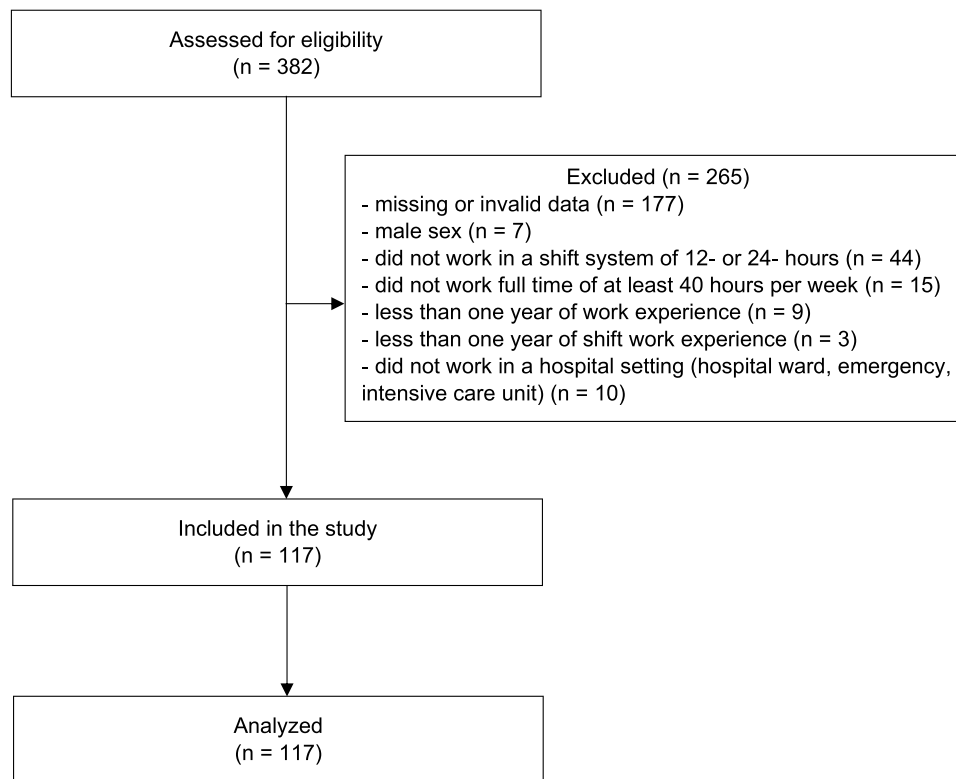 Assessed for eligibility
(n = 382)
Excluded (n = 265)
- missing or invalid data (n = 177)
- male sex (n = 7)
- did not work in a shift system of 12- or 24- hours (n = 44)
- did not work full time of at least 40 hours per week (n = 15)
- less than one year of work experience (n = 9)
- less than one year of shift work experience (n = 3)
- did not work in a hospital setting (hospital ward, emergency,
intensive care unit) (n = 10)
Included in the study
(n = 117)
Analyzed
(n = 117)